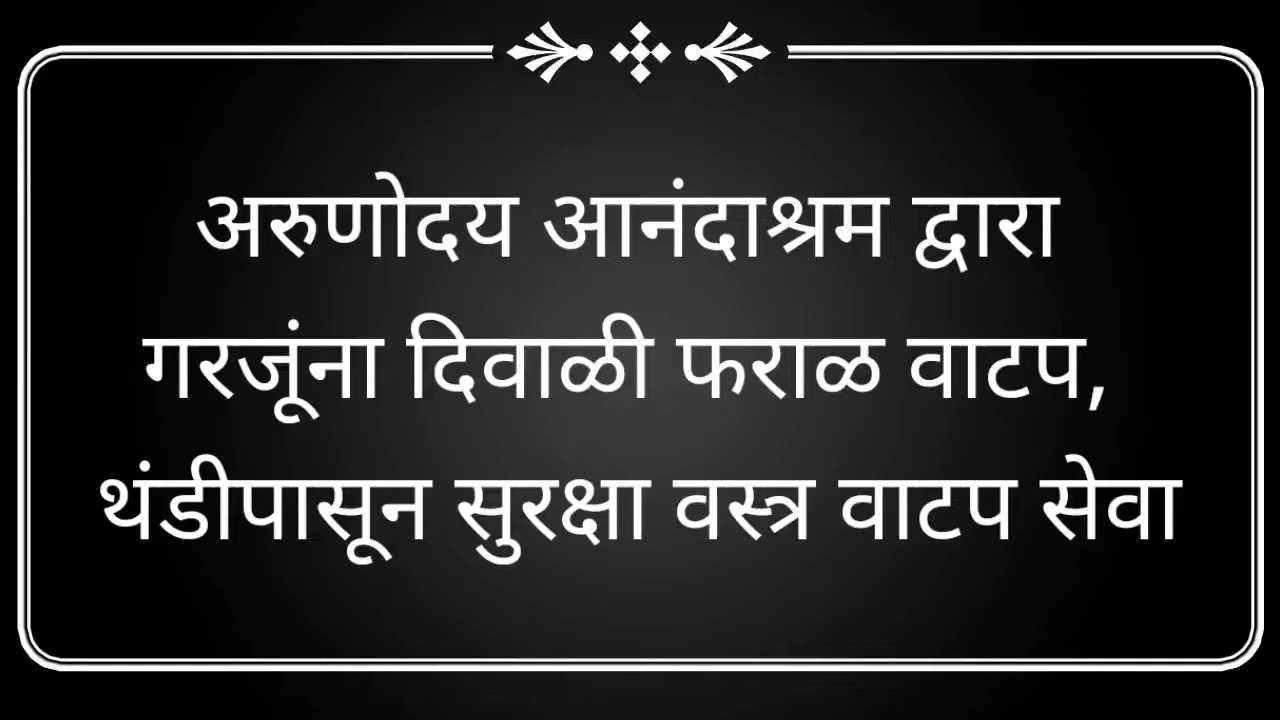 अरुणोदय आनंदाश्रम द्वारा
गरजूंना दिवाळी फराळ वाटप,
थंडीपासून सुरक्षा वस्त्र वाटप सेवा